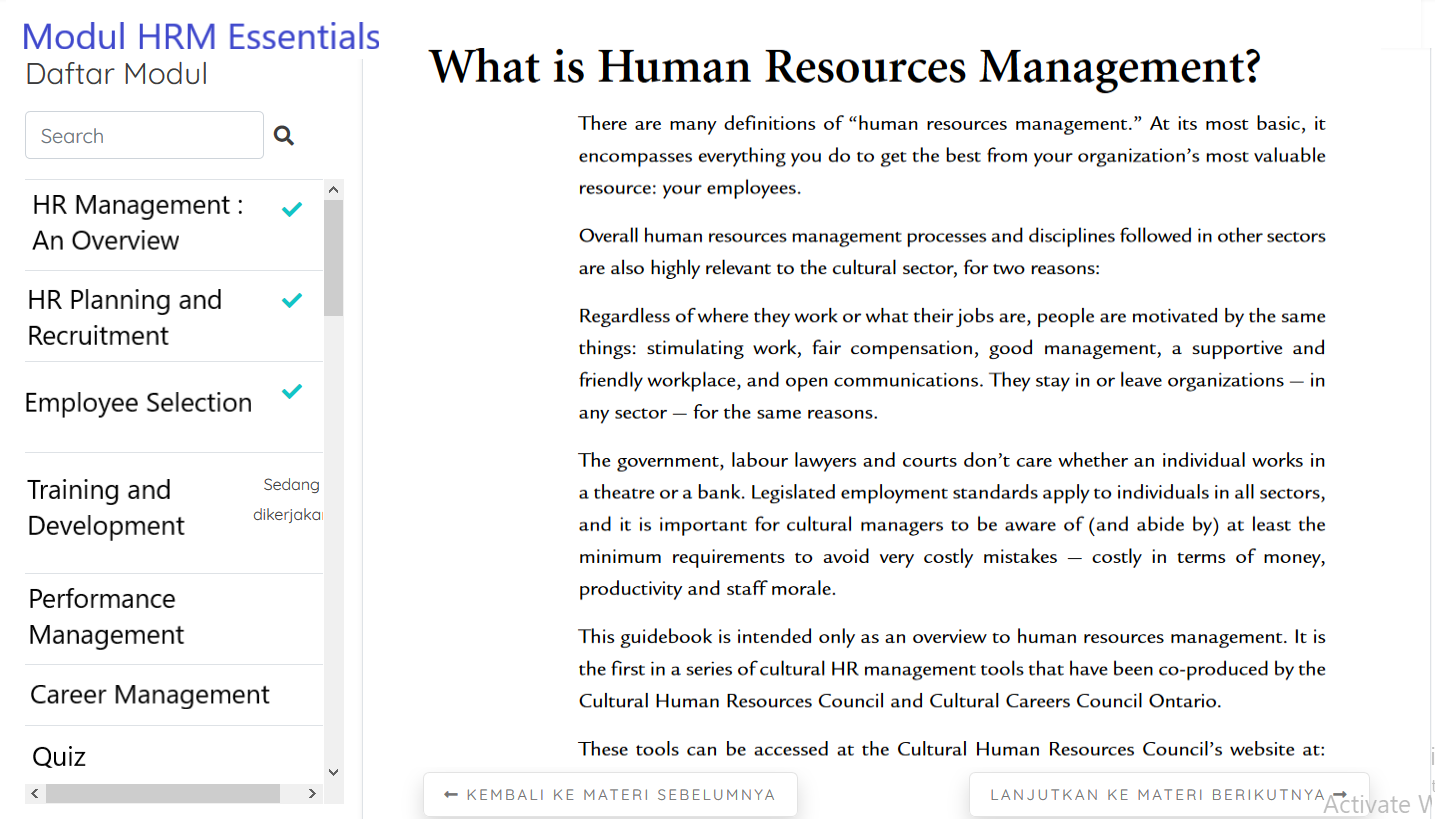 Modul HRM Essentials
Daftar Modul
Search
HR Management :
An Overview
HR Planning and
Recruitment
Employee Selection
Training and
Development
Sedang
dikerjakan
Performance
Management
Career Management
Quiz
What is Human Resources Management?
There are many definitions of “human resources management.” At its most basic, it
encompasses everything you do to get the best from your organization’s most valuable
resource: your employees.
Overall human resources management processes and disciplines followed in other sectors
are also highly relevant to the cultural sector, for two reasons:
Regardless of where they work or what their jobs are, people are motivated by the same
things: stimulating work, fair compensation, good management, a supportive and
friendly workplace, and open communications. They stay in or leave organizations — in
any sector — for the same reasons.
The government, labour lawyers and courts don’t care whether an individual works in
a theatre or a bank. Legislated employment standards apply to individuals in all sectors,
and it is important for cultural managers to be aware of (and abide by) at least the
minimum requirements to avoid very costly mistakes — costly in terms of money,
productivity and staff morale.
This guidebook is intended only as an overview to human resources management. It is
the first in a series of cultural HR management tools that have been co-produced by the
Cultural Human Resources Council and Cultural Careers Council Ontario.
These tools can be accessed at the Cultural Human Resources Council’s website at:
← KEMBALI KE MATERI SEBELUMNYA
LANJUTKAN KE MATERI BERIKUTNYA →
Activate